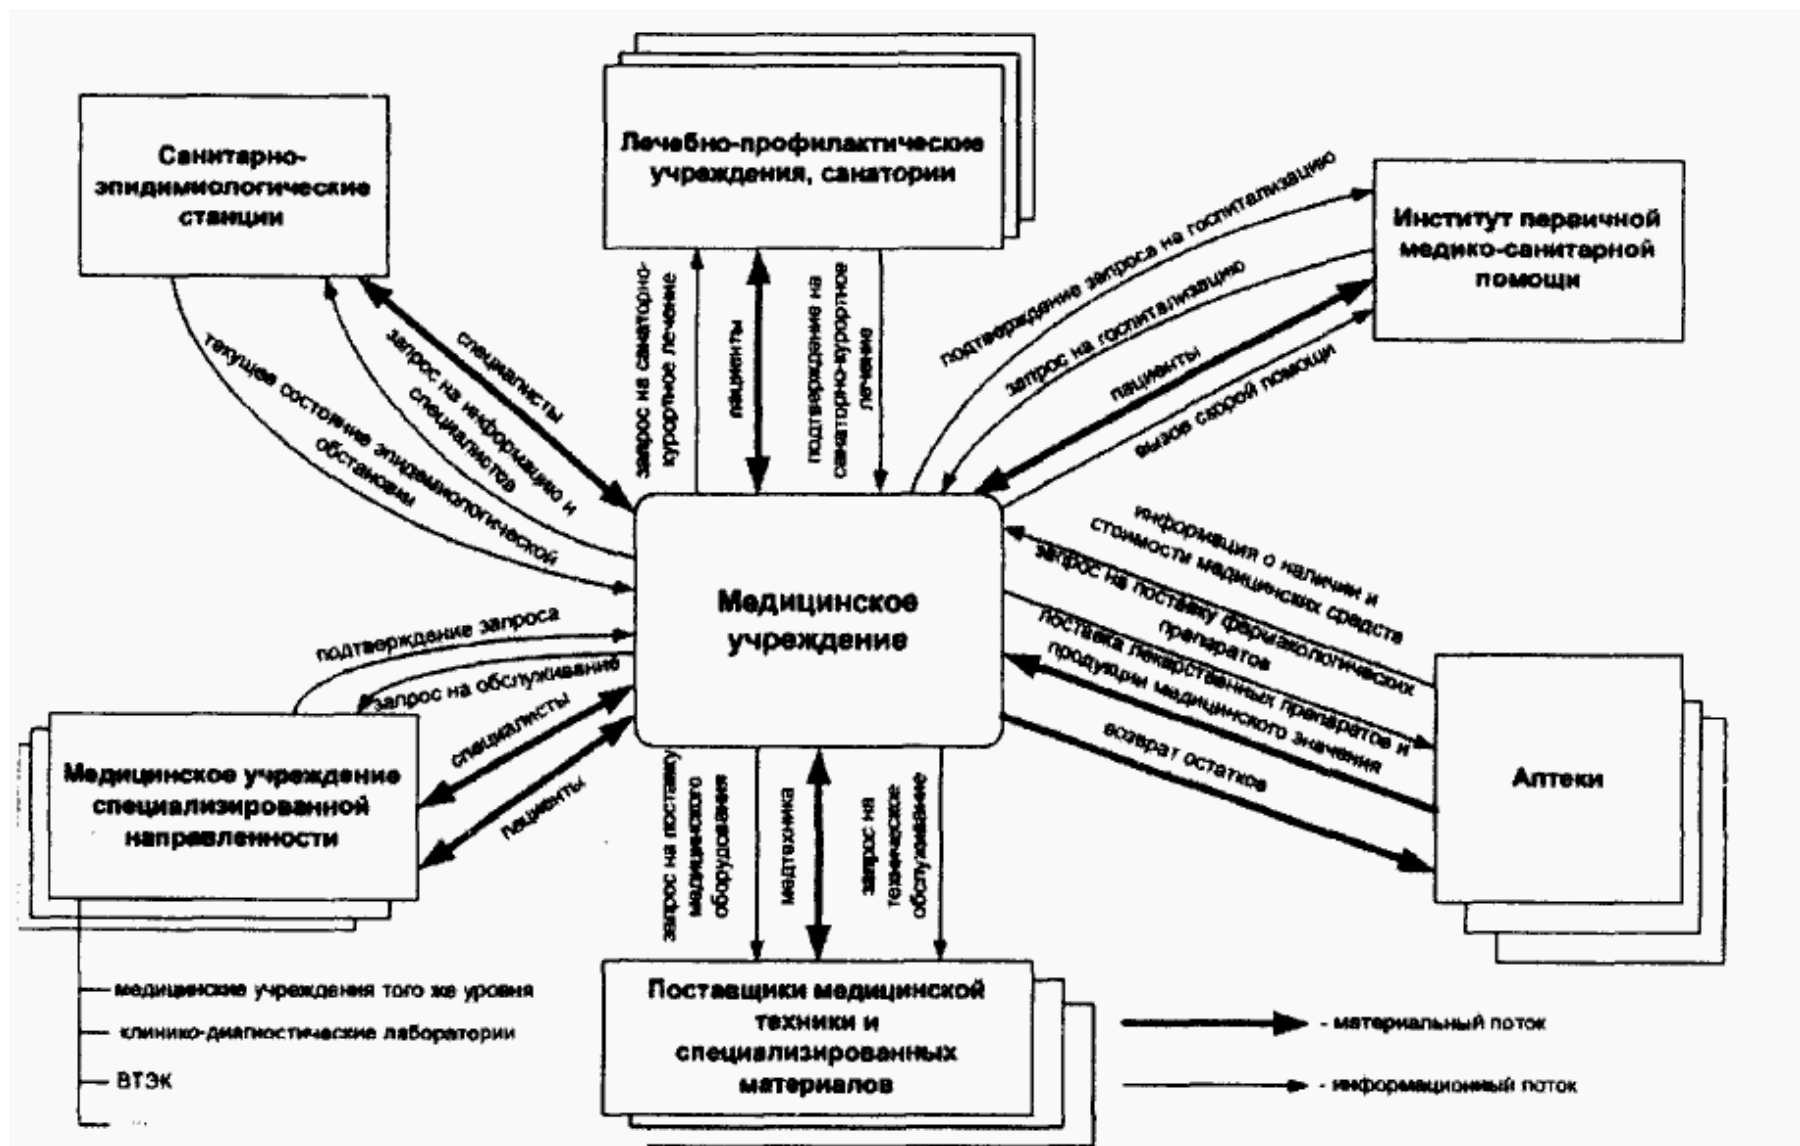 Санитарно-
эпидимиологические
станции
Лечебно-профилактические
учреждения, санатории
Институт первичной
медико-санитарной
помощи
текущее состояние эпидемиологической
обстановки
запрос на информацию и
специалистов
специалисты
запрос на санаторно-
курортное лечение
пациенты
подтверждение на
санаторно-курортное
лечение
подтверждение запроса на госпитализацию
запрос на госпитализацию
пациенты
вызов скорой помощи
Медицинское
учреждение
информация о наличии и
стоимости медицинских средств
запрос на поставку фармакологических
препаратов
поставка лекарственных препаратов и
продукции медицинского значения
возврат остатков
Аптеки
подтверждение запроса
запрос на обслуживание
специалисты
пациенты
Медицинское учреждение
специализированной
направленности
медицинские учреждения того же уровня
клинико-диагностические лаборатории
ВТЭК
...
запрос на поставку
медицинского
оборудования
медтехника
запрос на
техническое
обслуживание
Поставщики медицинской
техники и
специализированных
материалов
- материальный поток
- информационный поток